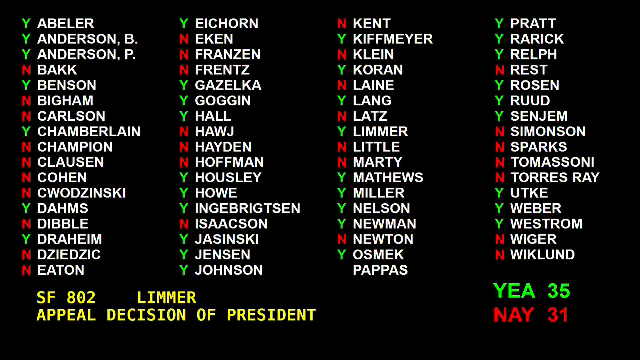 Y ABELER
Y ANDERSON, B.
Y ANDERSON, P.
N BAKK
Y BENSON
N BIGHAM
N CARLSON
Y CHAMBERLAIN
N CHAMPION
N CLAUSEN
N COHEN
N CWODZINSKI
Y DAHMS
N DIBBLE
Y DRAHEIM
N DZIEDZIC
N EATON
Y EICHORN
N EKEN
N FRANZEN
N FRENTZ
Y GAZELKA
Y GOGGIN
Y HALL
N HAWJ
N HAYDEN
N HOFFMAN
Y HOUSLEY
Y HOWE
Y INGEBRIGTSEN
N ISAACSON
Y JASINSKI
Y JENSEN
Y JOHNSON
N KENT
Y KIFFMEYER
N KLEIN
Y KORAN
N LAINE
Y LANG
N LATZ
Y LIMMER
N LITTLE
N MARTY
Y MATHEWS
Y MILLER
Y NELSON
Y NEWMAN
N NEWTON
Y OSMEK
PAPPAS
Y PRATT
Y RARICK
Y RELPH
N REST
Y ROSEN
Y RUUD
Y SENJEM
N SIMONSON
N SPARKS
N TOMASSONI
N TORRES RAY
Y UTKE
Y WEBER
Y WESTROM
N WIGER
N WIKLUND
SF 802 LIMMER
APPEAL DECISION OF PRESIDENT
YEA 35
NAY 31